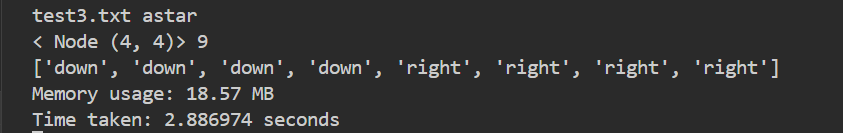 test3.txt astar
< Node (4, 4)> 9
['down', 'down', 'down', 'down', 'right', 'right', 'right', 'right']
Memory usage: 18.57 MB
Time taken: 2.886974 seconds